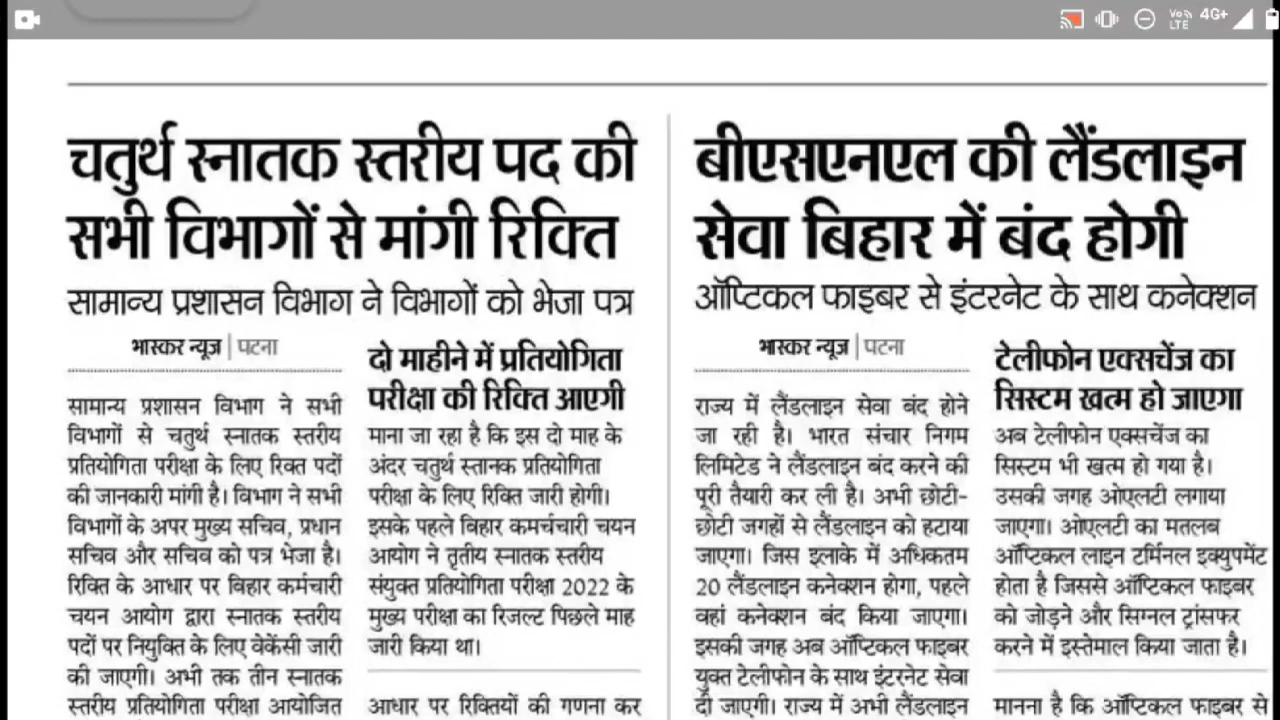 Vo
LTE
4G+
चतुर्थ स्नातक स्तरीय पद की
सभी विभागों से मांगी रिक्ति
सामान्य प्रशासन विभाग ने विभागों को भेजा पत्र
भास्कर न्यूज | पटना
सामान्य प्रशासन विभाग ने सभी
विभागों से चतुर्थ स्नातक स्तरीय
प्रतियोगिता परीक्षा के लिए रिक्त पदों
की जानकारी मांगी है। विभाग ने सभी
विभागों के अपर मुख्य सचिव, प्रधान
सचिव और सचिव को पत्र भेजा है।
रिक्ति के आधार पर बिहार कर्मचारी
चयन आयोग द्वारा स्नातक स्तरीय
पदों पर नियुक्ति के लिए वेकेंसी जारी
की जाएगी। अभी तक तीन स्नातक
स्तरीय प्रतियोगिता परीक्षा आयोजित
दो माहीने में प्रतियोगिता
परीक्षा की रिक्ति आएगी
माना जा रहा है कि इस दो माह के
अंदर चतुर्थ स्तानक प्रतियोगिता
परीक्षा के लिए रिक्ति जारी होगी।
इसके पहले बिहार कमर्चचारी चयन
आयोग ने तृतीय स्नातक स्तरीय
संयुक्त प्रतियोगिता परीक्षा 2022 के
मुख्य परीक्षा का रिजल्ट पिछले माह
जारी किया था।
आधार पर रिक्तियों की गणना कर
बीएसएनएल की लैंडलाइन
सेवा बिहार में बंद होगी
ऑप्टिकल फाइबर से इंटरनेट के साथ कनेक्शन
भास्कर न्यूज | पटना
राज्य में लैंडलाइन सेवा बंद होने
जा रही है। भारत संचार निगम
लिमिटेड ने लैंडलाइन बंद करने की
पूरी तैयारी कर ली है। अभी छोटी-
छोटी जगहों से लैंडलाइन को हटाया
जाएगा। जिस इलाके में अधिकतम
20 लैंडलाइन कनेक्शन होगा, पहले
वहां कनेक्शन बंद किया जाएगा।
इसकी जगह अब ऑप्टिकल फाइबर
युक्त टेलीफोन के साथ इंटरनेट सेवा
दी जाएगी। राज्य में अभी लैंडलाइन
टेलीफोन एक्सचेंज का
सिस्टम खत्म हो जाएगा
अब टेलीफोन एक्सचेंज का
सिस्टम भी खत्म हो गया है।
उसकी जगह ओएलटी लगाया
जाएगा। ओएलटी का मतलब
ऑप्टिकल लाइन टर्मिनल इक्युपमेंट
होता है जिससे ऑप्टिकल फाइबर
को जोड़ने और सिग्नल ट्रांसफर
करने में इस्तेमाल किया जाता है।
मानना है कि ऑप्टिकल फाइबर से